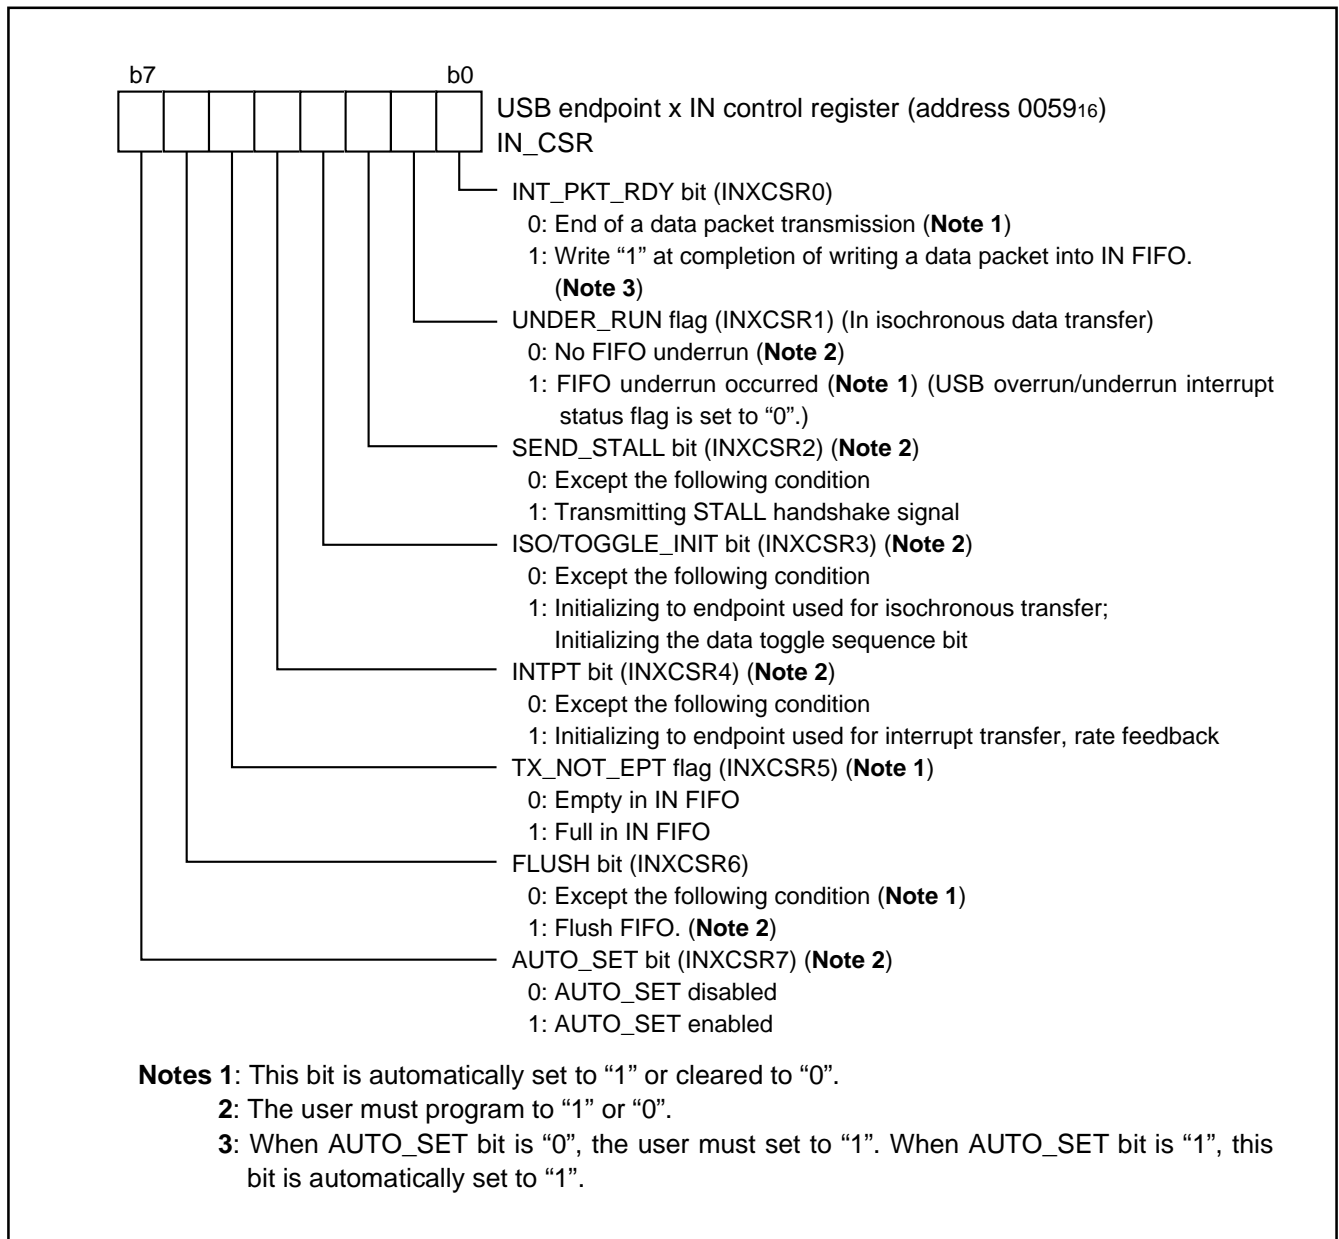 b7 b0
USB endpoint x IN control register (address 005916)
IN_CSR
INT_PKT_RDY bit (INXCSR0)
0: End of a data packet transmission (Note 1)
1: Write “1” at completion of writing a data packet into IN FIFO.
(Note 3)
UNDER_RUN flag (INXCSR1) (In isochronous data transfer)
0: No FIFO underrun (Note 2)
1: FIFO underrun occurred (Note 1) (USB overrun/underrun interrupt
status flag is set to “0”.)
SEND_STALL bit (INXCSR2) (Note 2)
0: Except the following condition
1: Transmitting STALL handshake signal
ISO/TOGGLE_INIT bit (INXCSR3) (Note 2)
0: Except the following condition
1: Initializing to endpoint used for isochronous transfer;
Initializing the data toggle sequence bit
INTPT bit (INXCSR4) (Note 2)
0: Except the following condition
1: Initializing to endpoint used for interrupt transfer, rate feedback
TX_NOT_EPT flag (INXCSR5) (Note 1)
0: Empty in IN FIFO
1: Full in IN FIFO
FLUSH bit (INXCSR6)
0: Except the following condition (Note 1)
1: Flush FIFO. (Note 2)
AUTO_SET bit (INXCSR7) (Note 2)
0: AUTO_SET disabled
1: AUTO_SET enabled
Notes 1: This bit is automatically set to “1” or cleared to “0”.
2: The user must program to “1” or “0”.
3: When AUTO_SET bit is “0”, the user must set to “1”. When AUTO_SET bit is “1”, this
bit is automatically set to “1”.